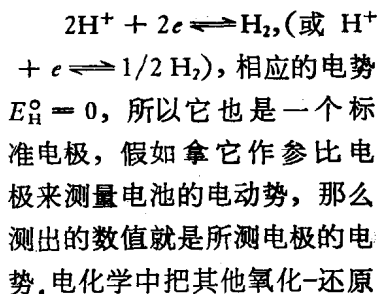 2H⁺ + 2e ⇌ H₂,(或 H⁺
+ e ⇌ 1/2 H₂), 相应的电势
E°H = 0, 所以它也是一个标
准电极, 假如拿它作参比电
极来测量电池的电动势, 那么
测出的数值就是所测电极的电
势. 电化学中把其他氧化-还原